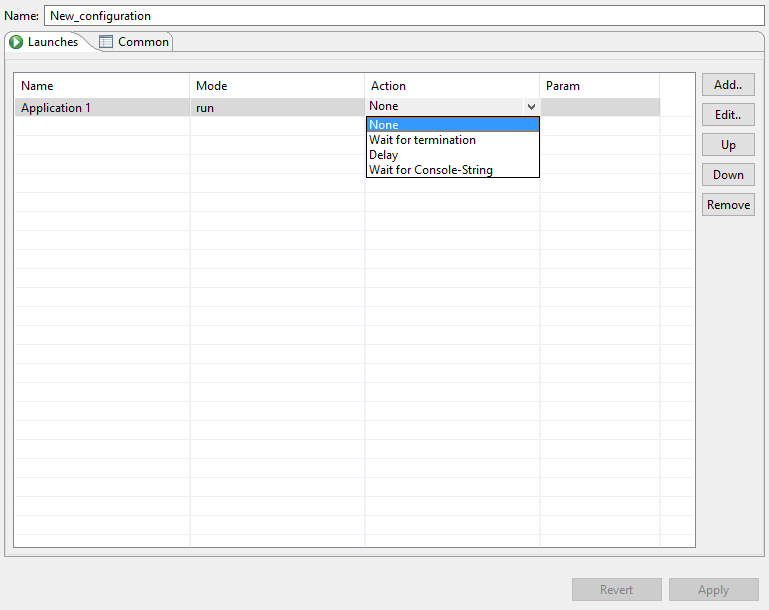 Name: New_configuration
Launches Common
Name Mode Action Param
Application 1 run None
None
Wait for termination
Delay
Wait for Console-String
Add..
Edit..
Up
Down
Remove
Revert Apply